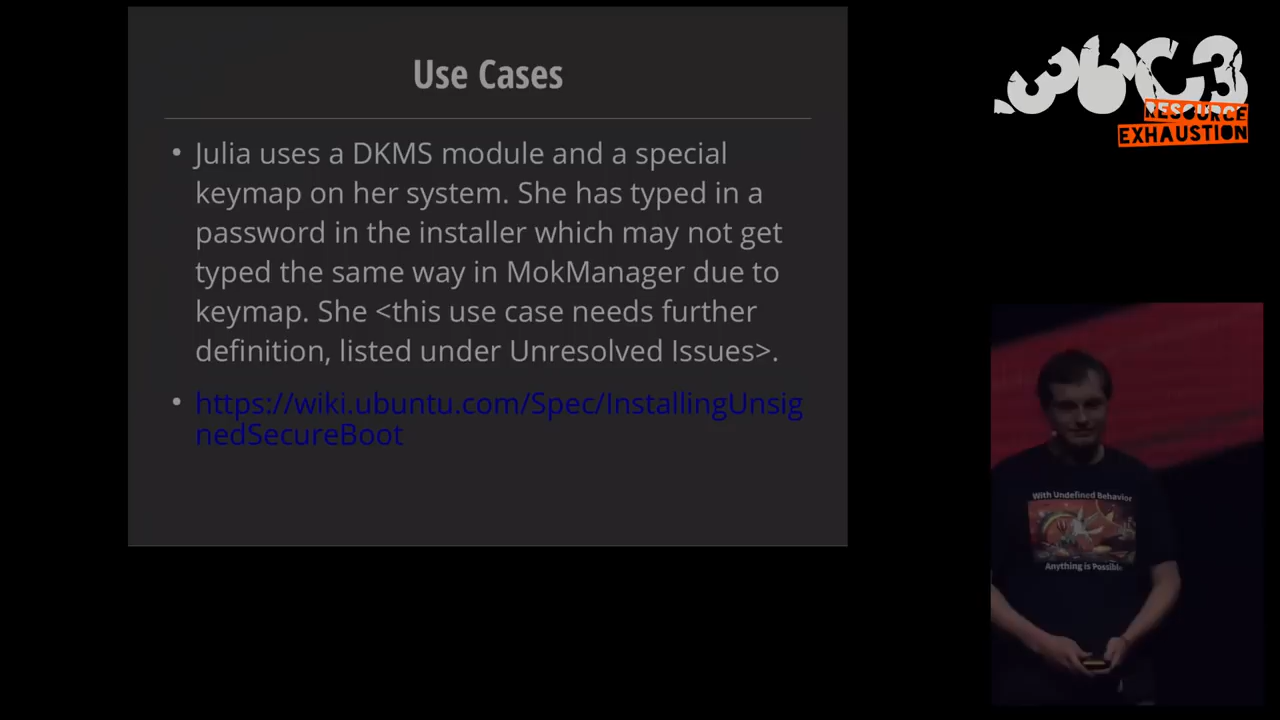 Use Cases
• Julia uses a DKMS module and a special
keymap on her system. She has typed in a
password in the installer which may not get
typed the same way in MokManager due to
keymap. She <this use case needs further
definition, listed under Unresolved Issues>.
• https://wiki.ubuntu.com/Spec/InstallingUnsig
nedSecureBoot
36C3
RESOURCE
EXHAUSTION
With Undefined Behavior
Anything is Possible